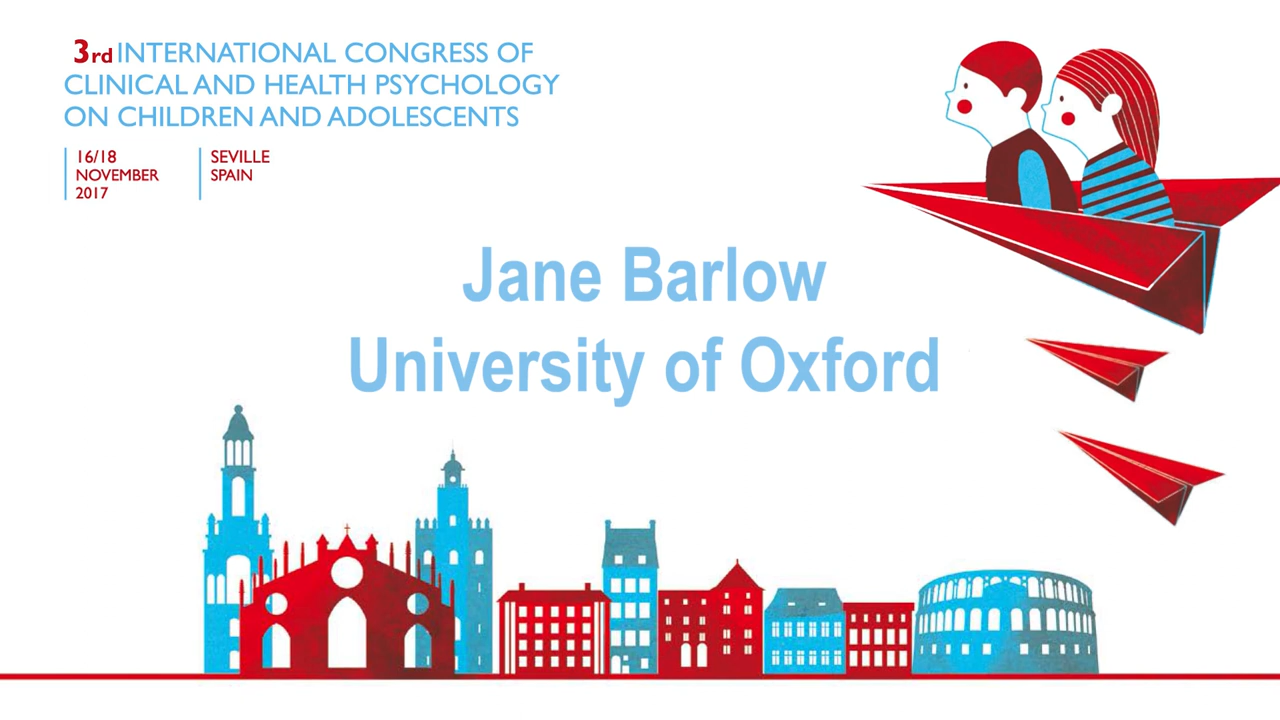 3rd INTERNATIONAL CONGRESS OF
CLINICAL AND HEALTH PSYCHOLOGY
ON CHILDREN AND ADOLESCENTS
16/18
NOVEMBER
2017
SEVILLE
SPAIN
Jane Barlow
University of Oxford